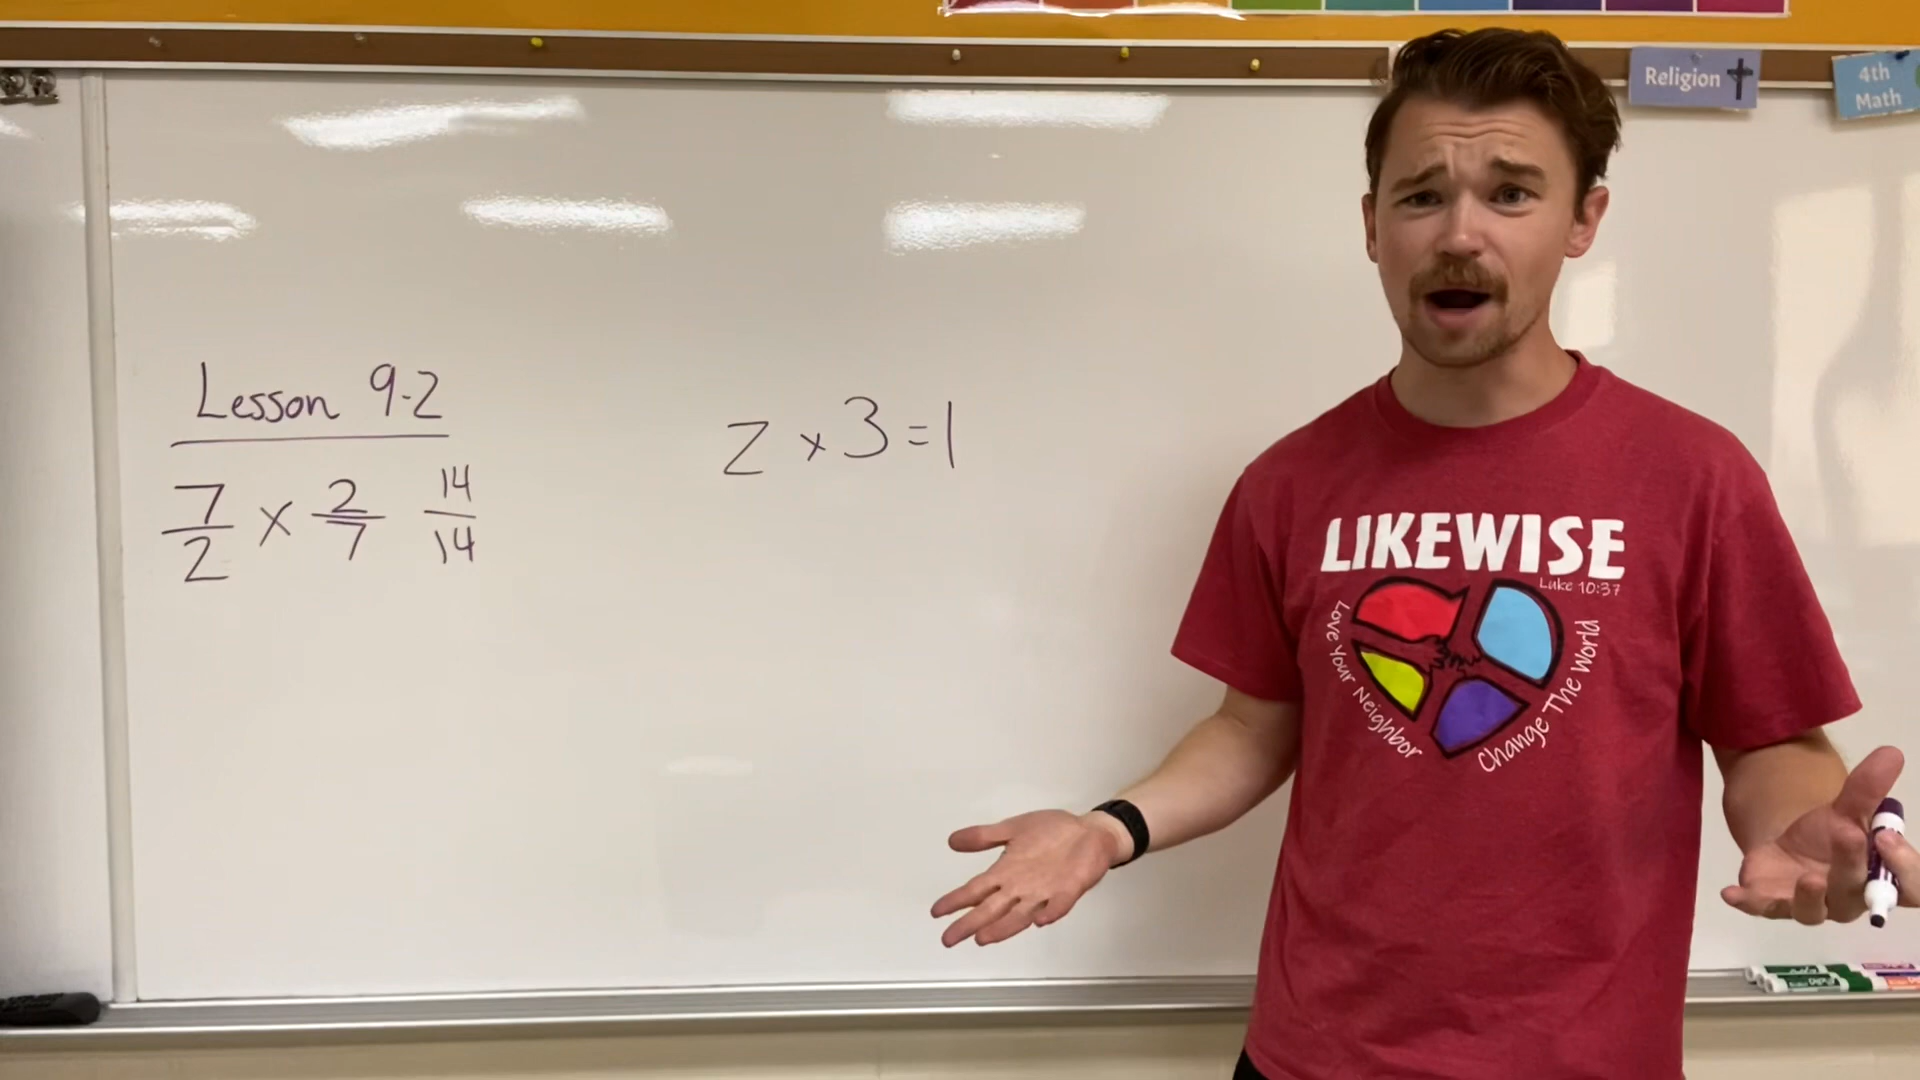 Religion
4th
Math
Lesson 9-2
7/2 x 2/7 14/14
z x 3 = 1
LIKEWISE
Luke 10:37
Love Your Neighbor
Change The World